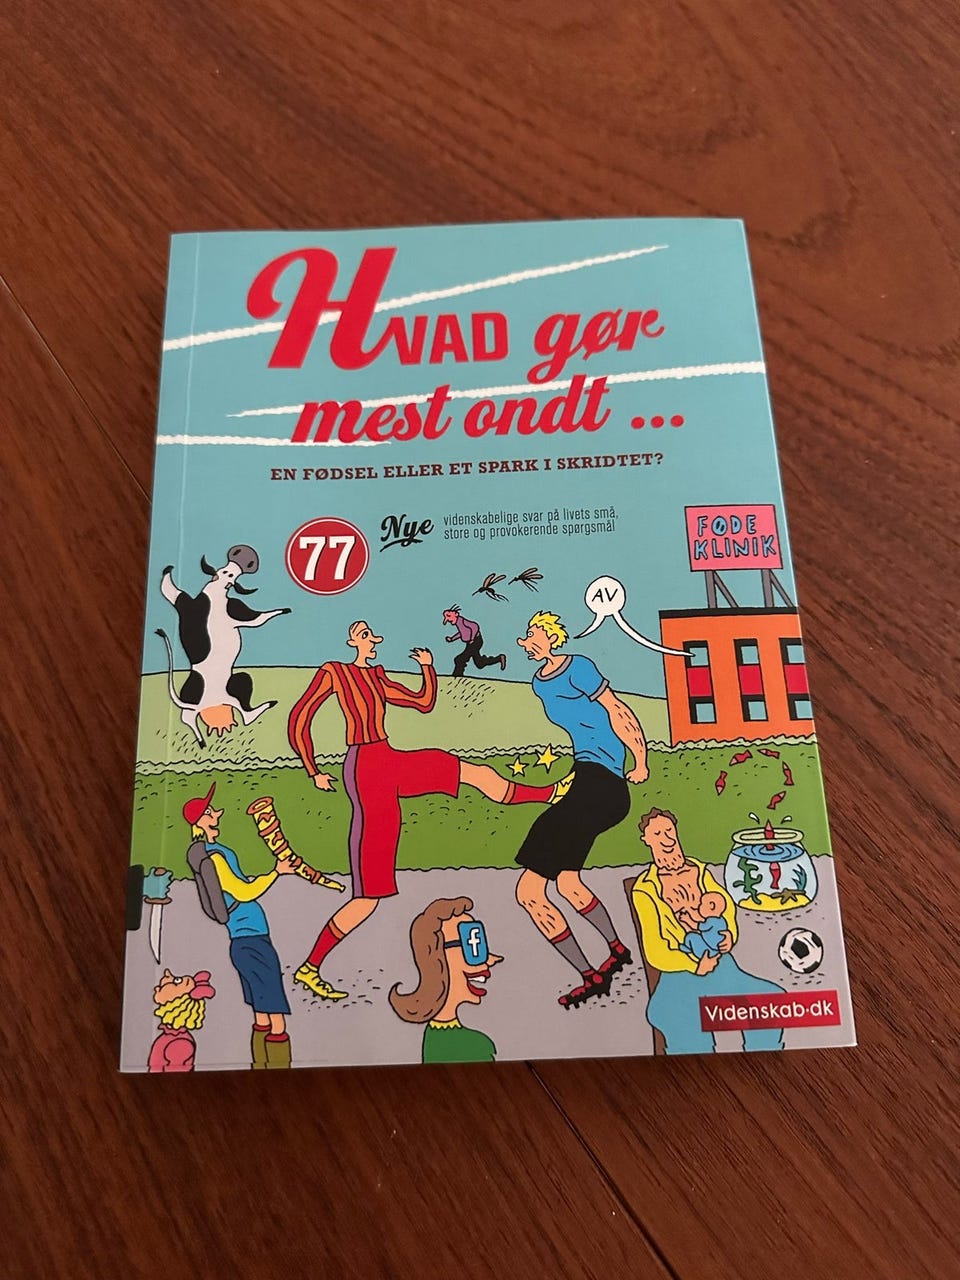 HVAD gør
mest ondt ...
EN FØDSEL ELLER ET SPARK I SKRIDTET?
77
Nye
videnskabelige svar på livets små,
store og provokerende spørgsmål
FØDE
KLINIK
AV
f
Videnskab.dk